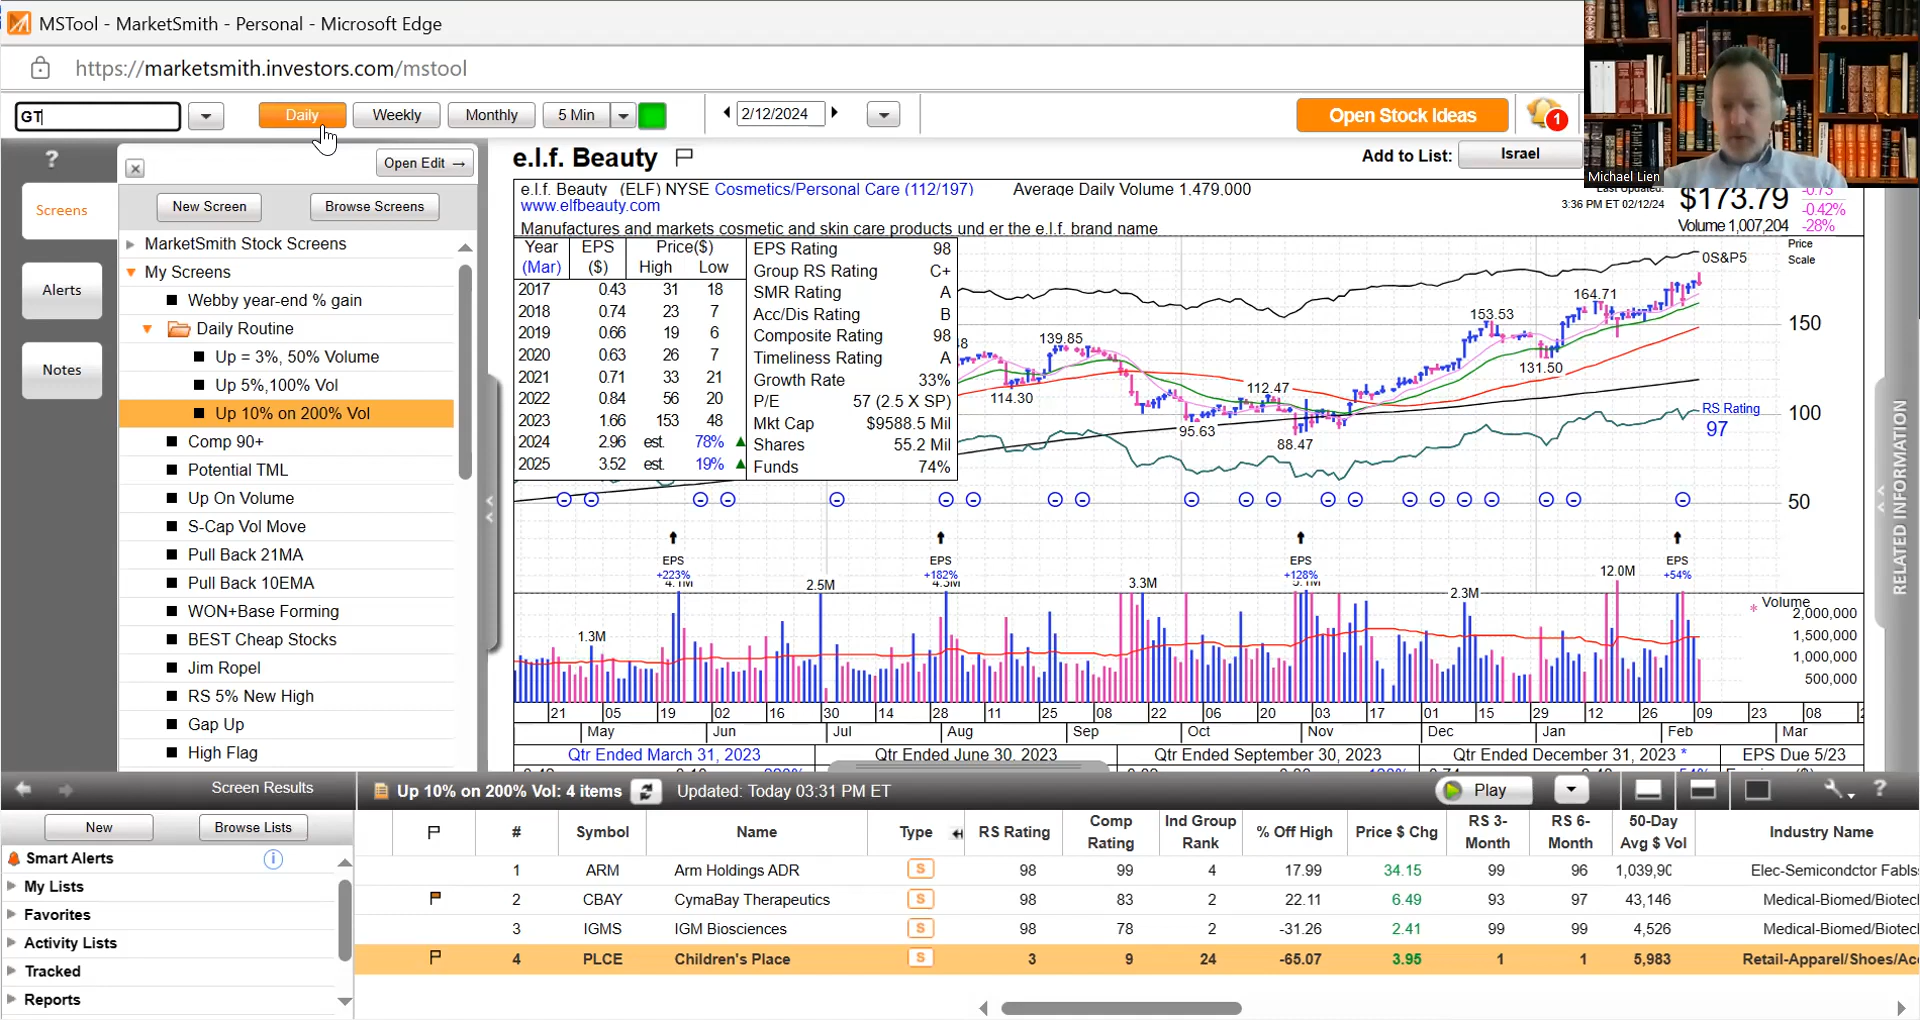 MSTool - MarketSmith - Personal - Microsoft Edge
https://marketsmith.investors.com/mstool
GT
Daily
Weekly
Monthly
5 Min
2/12/2024
Open Stock Ideas
1
Michael Lien
?
Open Edit →
Screens
Alerts
Notes
New Screen
Browse Screens
MarketSmith Stock Screens
My Screens
Webby year-end % gain
Daily Routine
Up = 3%, 50% Volume
Up 5%,100% Vol
Up 10% on 200% Vol
Comp 90+
Potential TML
Up On Volume
S-Cap Vol Move
Pull Back 21MA
Pull Back 10EMA
WON+Base Forming
BEST Cheap Stocks
Jim Ropel
RS 5% New High
Gap Up
High Flag
e.l.f. Beauty
Add to List:
Israel
e.l.f. Beauty (ELF) NYSE Cosmetics/Personal Care (112/197) Average Daily Volume 1,479,000
www.elfbeauty.com
Manufactures and markets cosmetic and skin care products und er the e.l.f. brand name
Last Updated:
3:36 PM ET 02/12/24
$173.79
-0.73
-0.42%
Volume 1,007,204 -28%
Year EPS Price($)
(Mar) ($) High Low
2017 0.43 31 18
2018 0.74 23 7
2019 0.66 19 6
2020 0.63 26 7
2021 0.71 33 21
2022 0.84 56 20
2023 1.66 153 48
2024 2.96 est. 78%
2025 3.52 est. 19%
EPS Rating 98
Group RS Rating C+
SMR Rating A
Acc/Dis Rating B
Composite Rating 98
Timeliness Rating A
Growth Rate 33%
P/E 57 (2.5 X SP)
Mkt Cap $9588.5 Mil
Shares 55.2 Mil
Funds 74%
Price
Scale
0S&P5
164.71
153.53
139.85
131.50
114.30
112.47
95.63
88.47
150
100
50
RS Rating
97
EPS
+223%
EPS
+182%
EPS
+128%
EPS
+54%
1.3M
2.5M
3.3M
2.3M
12.0M
Volume
2,000,000
1,500,000
1,000,000
500,000
21 05 19 02 16 30 14 28 11 25 08 22 06 20 03 17 01 15 29 12 26 09 23 08
May Jun Jul Aug Sep Oct Nov Dec Jan Feb Mar
Qtr Ended March 31, 2023
Qtr Ended June 30, 2023
Qtr Ended September 30, 2023
Qtr Ended December 31, 2023 *
EPS Due 5/23
RELATED INFORMATION
Screen Results
Up 10% on 200% Vol: 4 items
Updated: Today 03:31 PM ET
Play
?
New
Browse Lists
Smart Alerts
My Lists
Favorites
Activity Lists
Tracked
Reports
# Symbol Name Type RS Rating Comp Rating Ind Group Rank % Off High Price $ Chg RS 3-Month RS 6-Month 50-Day Avg $ Vol Industry Name
1 ARM Arm Holdings ADR S 98 99 4 17.99 34.15 99 96 Elec-Semicondctor Fabls
2 CBAY CymaBay Therapeutics S 98 83 2 22.11 6.49 93 97 43,146 Medical-Biomed/Biotecl
3 IGMS IGM Biosciences S 98 78 2 -31.26 2.41 99 99 4,526 Medical-Biomed/Biotecl
4 PLCE Children's Place S 3 9 24 -65.07 3.95 1 1 5,983 Retail-Apparel/Shoes/Ac